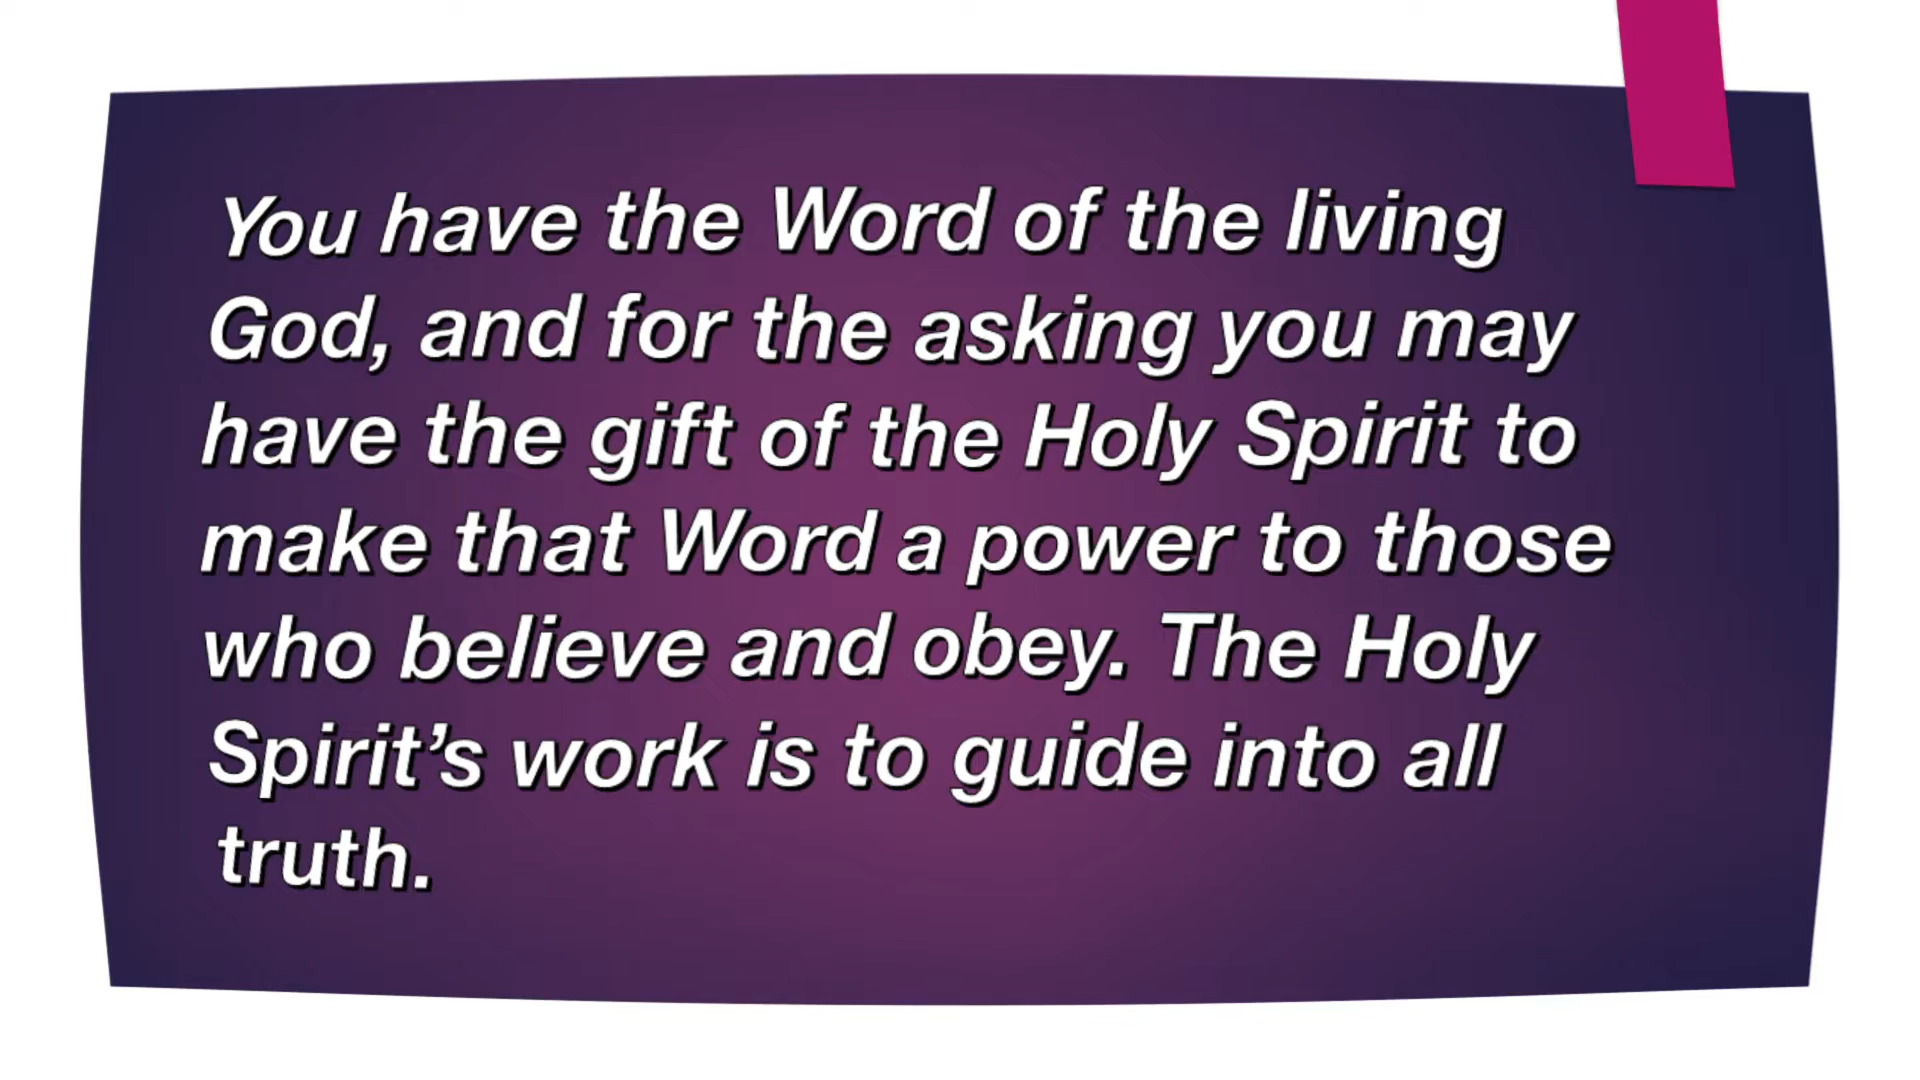 You have the Word of the living
God, and for the asking you may
have the gift of the Holy Spirit to
make that Word a power to those
who believe and obey. The Holy
Spirit’s work is to guide into all
truth.